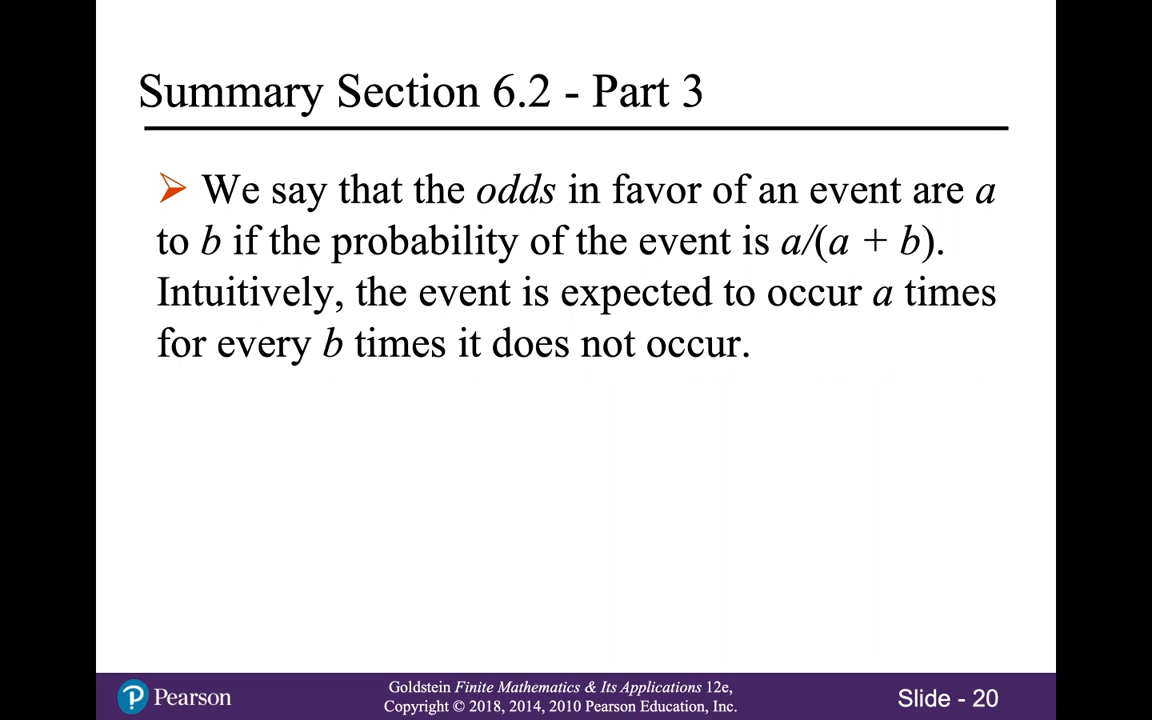 Summary Section 6.2 - Part 3
We say that the odds in favor of an event are a
to b if the probability of the event is a/(a + b).
Intuitively, the event is expected to occur a times
for every b times it does not occur.
Pearson
Goldstein Finite Mathematics & Its Applications 12e,
Copyright © 2018, 2014, 2010 Pearson Education, Inc.
Slide - 20